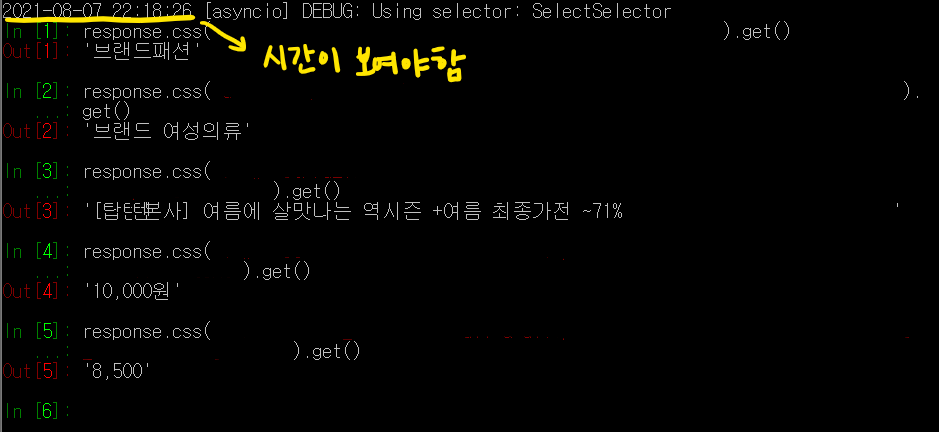 2021-08-07 22:18:26 [asyncio] DEBUG: Using selector: SelectSelector
In [1]: response.css( ).get()
Out[1]: '브랜드패션'
시간이 보여야함
In [2]: response.css( ).
...: get()
Out[2]: '브랜드 여성의류'
In [3]: response.css(
...: ).get()
Out[3]: '[탑텐본사] 여름에 살맛나는 역시즌 +여름 최종가전 ~71% '
In [4]: response.css(
...: ).get()
Out[4]: '10,000원'
In [5]: response.css(
...: ).get()
Out[5]: '8,500'
In [6]: